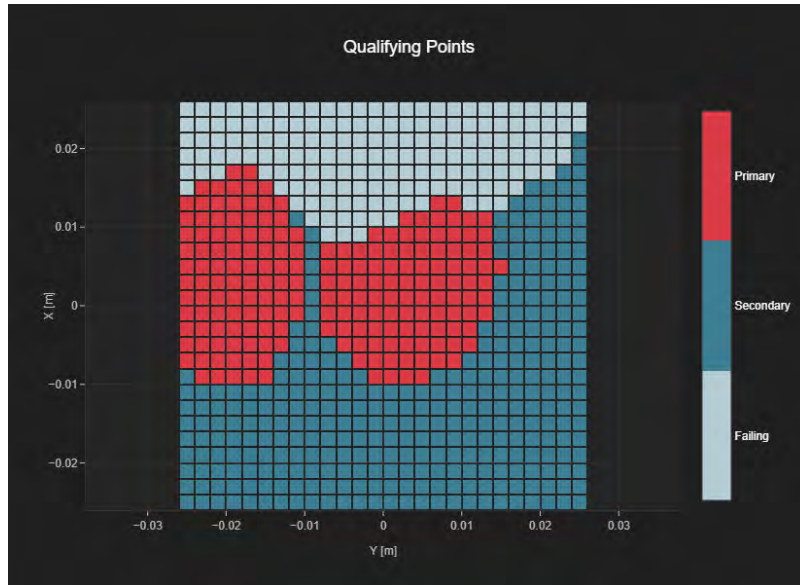 Qualifying Points
Primary
Secondary
Failing
X [m]
0.02
0.01
0
−0.01
−0.02
−0.03
−0.02
−0.01
0
0.01
0.02
0.03
Y [m]